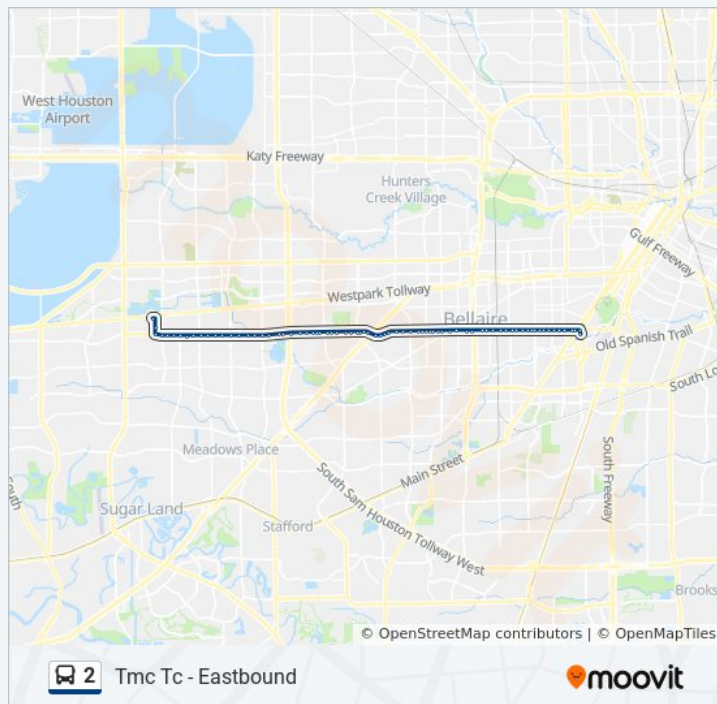 West Houston
Airport
Katy Freeway
Hunters
Creek Village
Gulf Freeway
Westpark Tollway
Bellaire
Old Spanish Trail
South Lo
Meadows Place
Main Street
South Freeway
South
Sugar Land
Stafford
South Sam Houston Tollway West
Brooks
© OpenStreetMap contributors | © OpenMapTiles
2 Tmc Tc - Eastbound
moovit